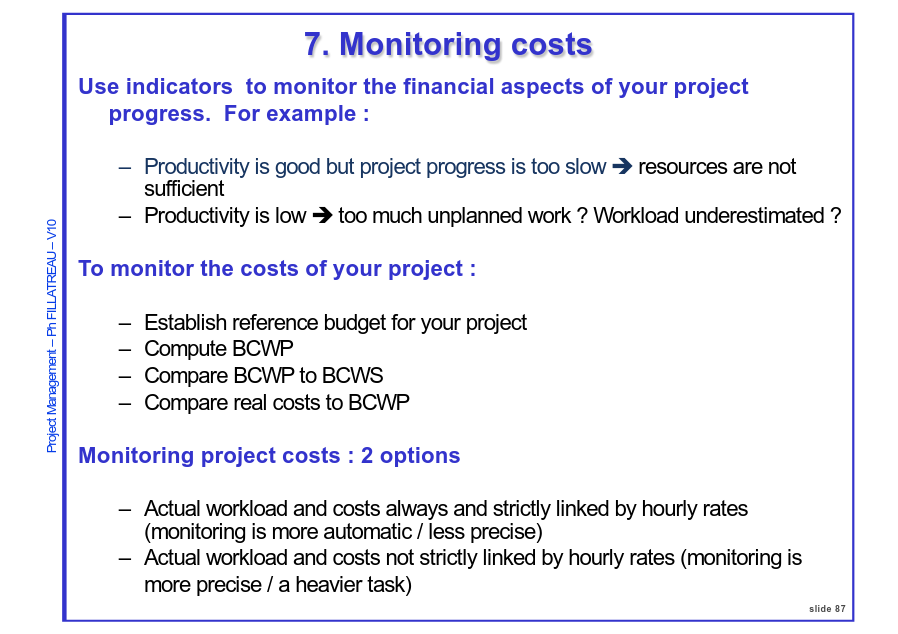 7. Monitoring costs
Use indicators  to monitor the financial aspects of your project
progress.  For example :
– Productivity is good but project progress is too slow ➔ resources are not
sufficient
– Productivity is low ➔ too much unplanned work ? Workload underestimated ?
To monitor the costs of your project :
– Establish reference budget for your project
– Compute BCWP
– Compare BCWP to BCWS
– Compare real costs to BCWP
Monitoring project costs : 2 options
– Actual workload and costs always and strictly linked by hourly rates
(monitoring is more automatic / less precise)
– Actual workload and costs not strictly linked by hourly rates (monitoring is
more precise / a heavier task)
slide 87
Project Management – Ph FILLATREAU – V10